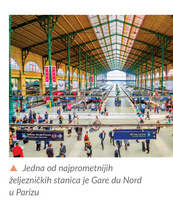 ▲ Jedna od najprometnijih
željezničkih stanica je Gare du Nord
u Parizu